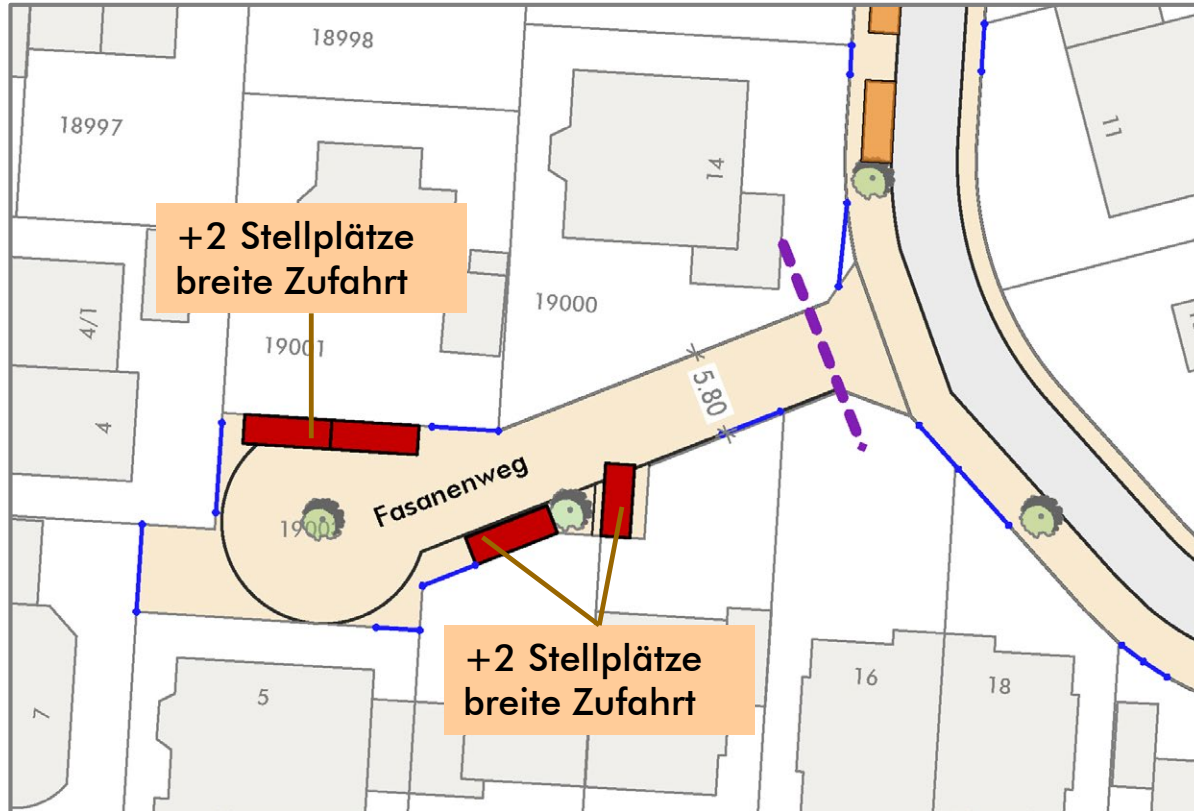 18998
18997
11
14
+2 Stellplätze
breite Zufahrt
19000
4/1
19001
5.80
4
Fasanenweg
+2 Stellplätze
breite Zufahrt
16
18
5
7